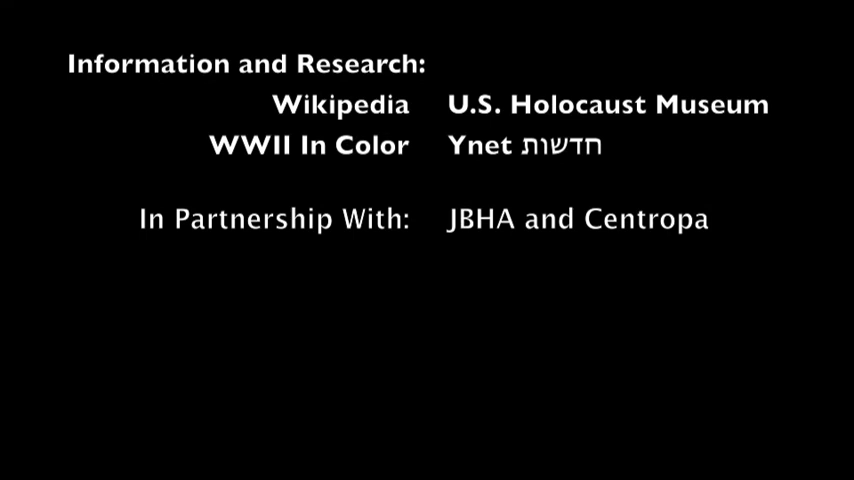 Information and Research:
Wikipedia U.S. Holocaust Museum
WWII In Color Ynet חדשות
In Partnership With: JBHA and Centropa